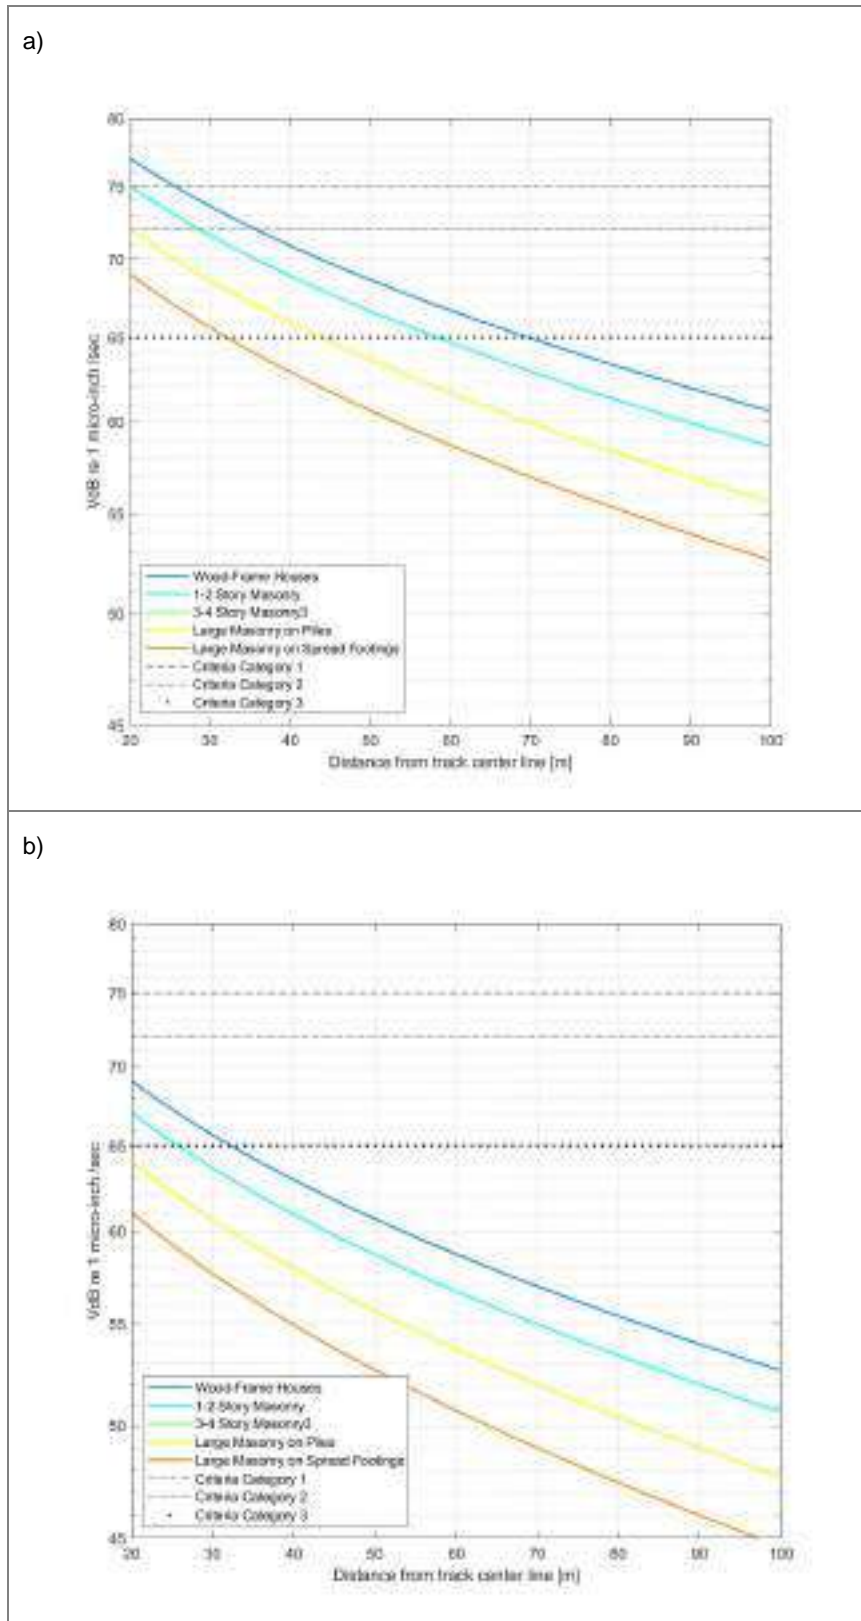 a)
80
75
70
65
60
55
50
45
VdB re 1 micro-inch /sec
Wood-Frame Houses
1-2 Story Masonry
3-4 Story Masonry3
Large Masonry on Piles
Large Masonry on Spread Footings
Criteria Category 1
Criteria Category 2
Criteria Category 3
20 30 40 50 60 70 80 90 100
Distance from track center line [m]
b)
80
75
70
65
60
55
50
45
VdB re 1 micro-inch /sec
Wood-Frame Houses
1-2 Story Masonry
3-4 Story Masonry3
Large Masonry on Piles
Large Masonry on Spread Footings
Criteria Category 1
Criteria Category 2
Criteria Category 3
20 30 40 50 60 70 80 90 100
Distance from track center line [m]